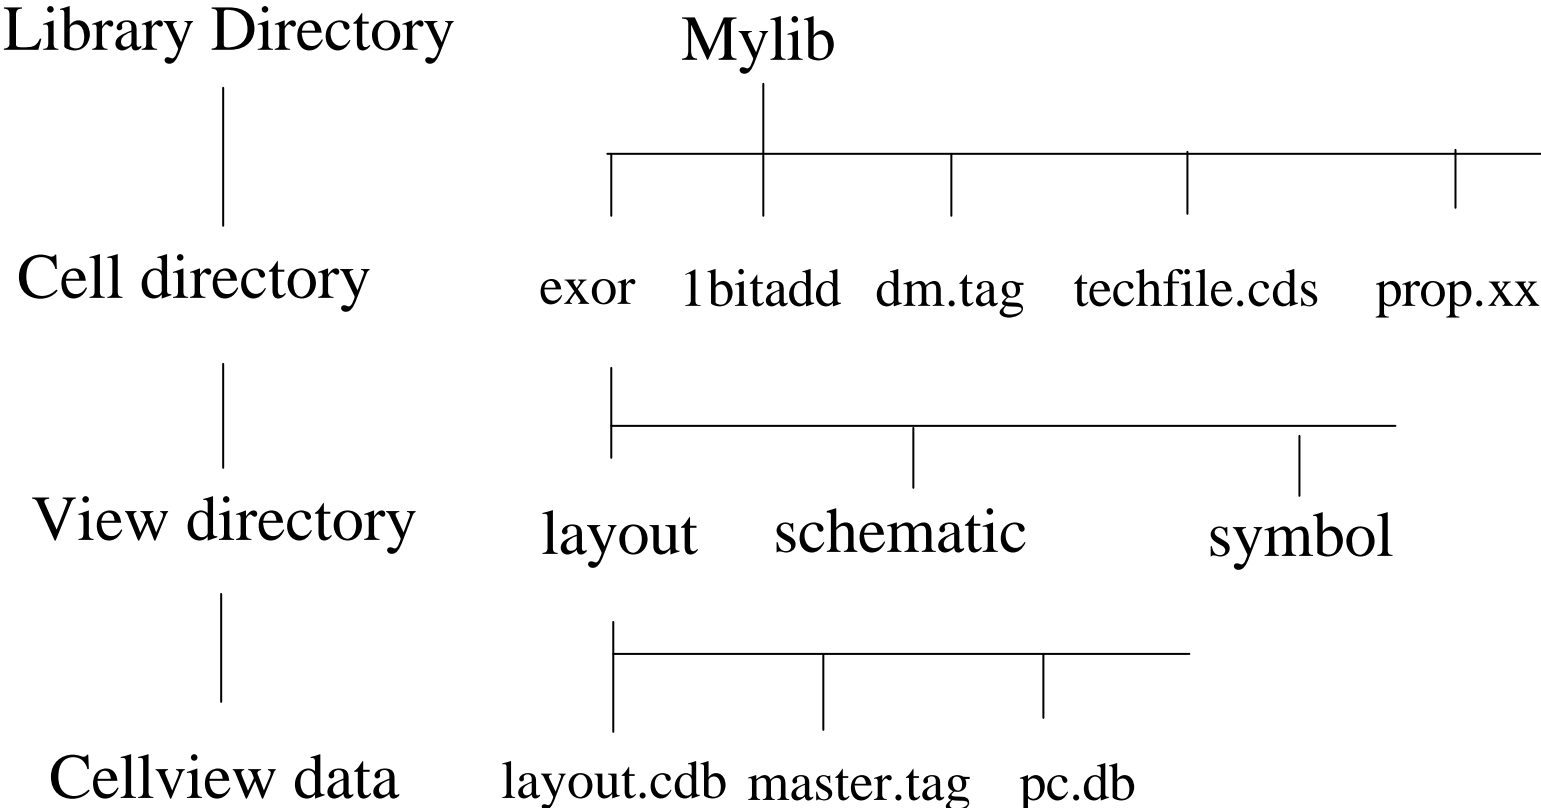 Library Directory Mylib
Cell directory exor 1bitadd dm.tag techfile.cds prop.xx
View directory layout schematic symbol
Cellview data layout.cdb master.tag pc.db